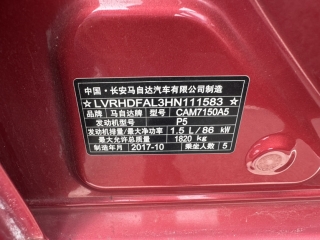 中国·长安马自达汽车有限公司制造
☆LVRHDFAL3HN111583☆
品牌 马自达牌 型号 CAM7150A5
发动机型号 P5
发动机排量/最大净功率 1.5 L/86 kW
最大允许总质量 1820 kg
制造年月 2017-10 乘坐人数 5